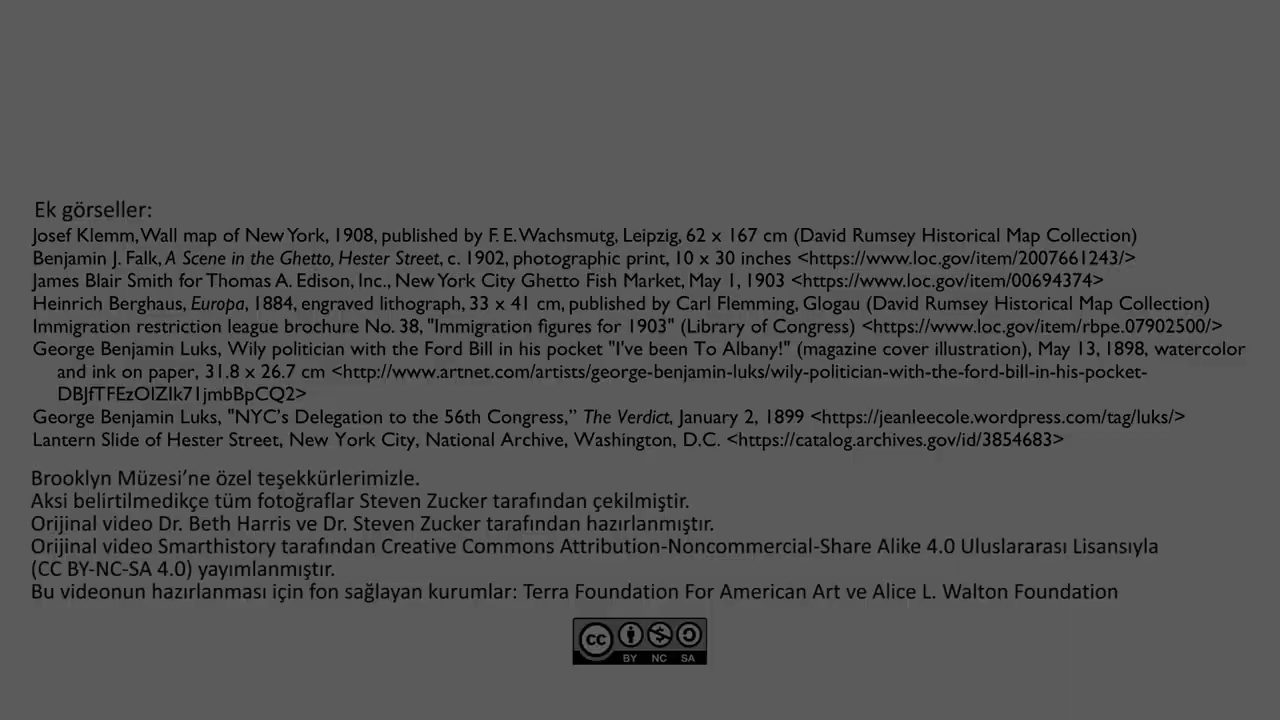 Ek görseller:
Josef Klemm, Wall map of New York, 1908, published by F. E. Wachsmutg, Leipzig, 62 x 167 cm (David Rumsey Historical Map Collection)
Benjamin J. Falk, A Scene in the Ghetto, Hester Street, c. 1902, photographic print, 10 x 30 inches <https://www.loc.gov/item/2007661243/>
James Blair Smith for Thomas A. Edison, Inc., New York City Ghetto Fish Market, May 1, 1903 <https://www.loc.gov/item/00694374>
Heinrich Berghaus, Europa, 1884, engraved lithograph, 33 x 41 cm, published by Carl Flemming, Glogau (David Rumsey Historical Map Collection)
Immigration restriction league brochure No. 38, "Immigration figures for 1903" (Library of Congress) <https://www.loc.gov/item/rbpe.07902500/>
George Benjamin Luks, Wily politician with the Ford Bill in his pocket "I've been To Albany!" (magazine cover illustration), May 13, 1898, watercolor
and ink on paper, 31.8 x 26.7 cm <http://www.artnet.com/artists/george-benjamin-luks/wily-politician-with-the-ford-bill-in-his-pocket-
DBJfTFEzOlZIk71jmbBpCQ2>
George Benjamin Luks, "NYC's Delegation to the 56th Congress,” The Verdict, January 2, 1899 <https://jeanleecole.wordpress.com/tag/luks/>
Lantern Slide of Hester Street, New York City, National Archive, Washington, D.C. <https://catalog.archives.gov/id/3854683>
Brooklyn Müzesi’ne özel teşekkürlerimizle.
Aksi belirtilmedikçe tüm fotoğraflar Steven Zucker tarafından çekilmiştir.
Orijinal video Dr. Beth Harris ve Dr. Steven Zucker tarafından hazırlanmıştır.
Orijinal video Smarthistory tarafından Creative Commons Attribution-Noncommercial-Share Alike 4.0 Uluslararası Lisansıyla
(CC BY-NC-SA 4.0) yayımlanmıştır.
Bu videonun hazırlanması için fon sağlayan kurumlar: Terra Foundation For American Art ve Alice L. Walton Foundation
cc
BY NC SA